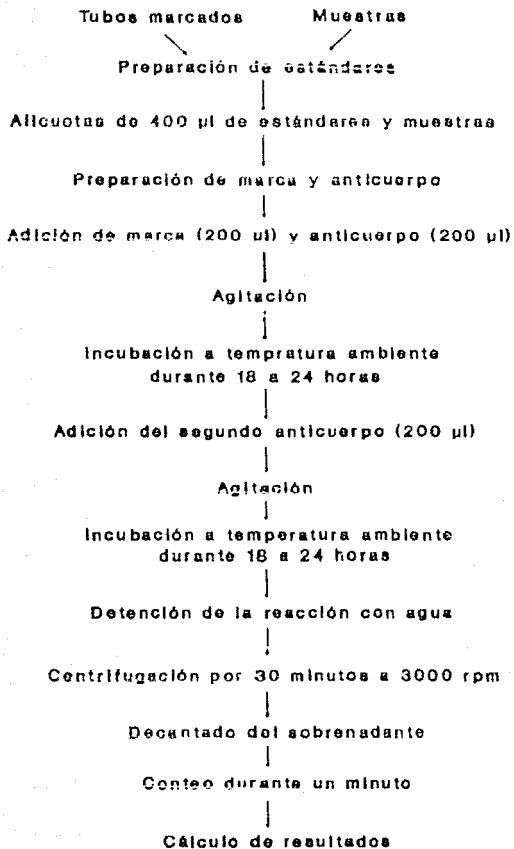 Tubos marcados Muestras
Preparación de estándares
Alícuotas de 400 µl de estándares y muestras
Preparación de marca y anticuerpo
Adición de marca (200 ul) y anticuerpo (200 µl)
Agitación
Incubación a tempratura ambiente
durante 18 a 24 horas
Adición del segundo anticuerpo (200 µl)
Agitación
Incubación a temperatura ambiente
durante 18 a 24 horas
Detención de la reacción con agua
Centrifugación por 30 minutos a 3000 rpm
Decantado del sobrenadante
Conteo durante un minuto
Cálculo de resultados